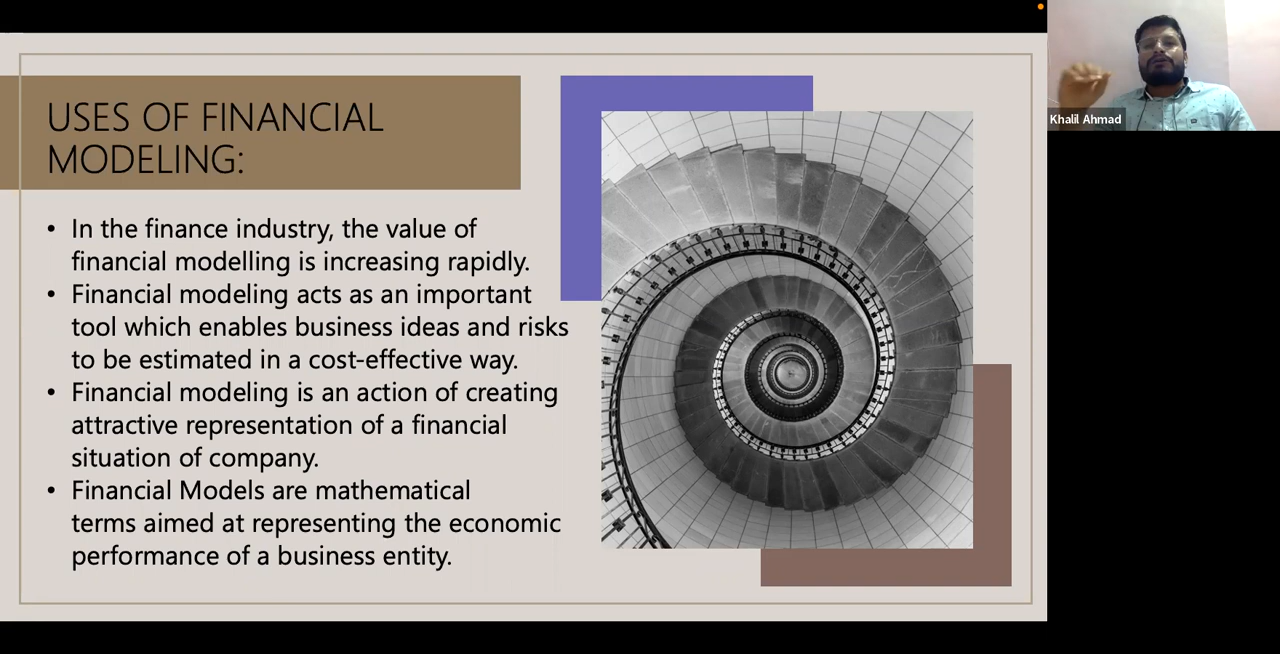 USES OF FINANCIAL
MODELING:
• In the finance industry, the value of
financial modelling is increasing rapidly.
• Financial modeling acts as an important
tool which enables business ideas and risks
to be estimated in a cost-effective way.
• Financial modeling is an action of creating
attractive representation of a financial
situation of company.
• Financial Models are mathematical
terms aimed at representing the economic
performance of a business entity.
Khalil Ahmad